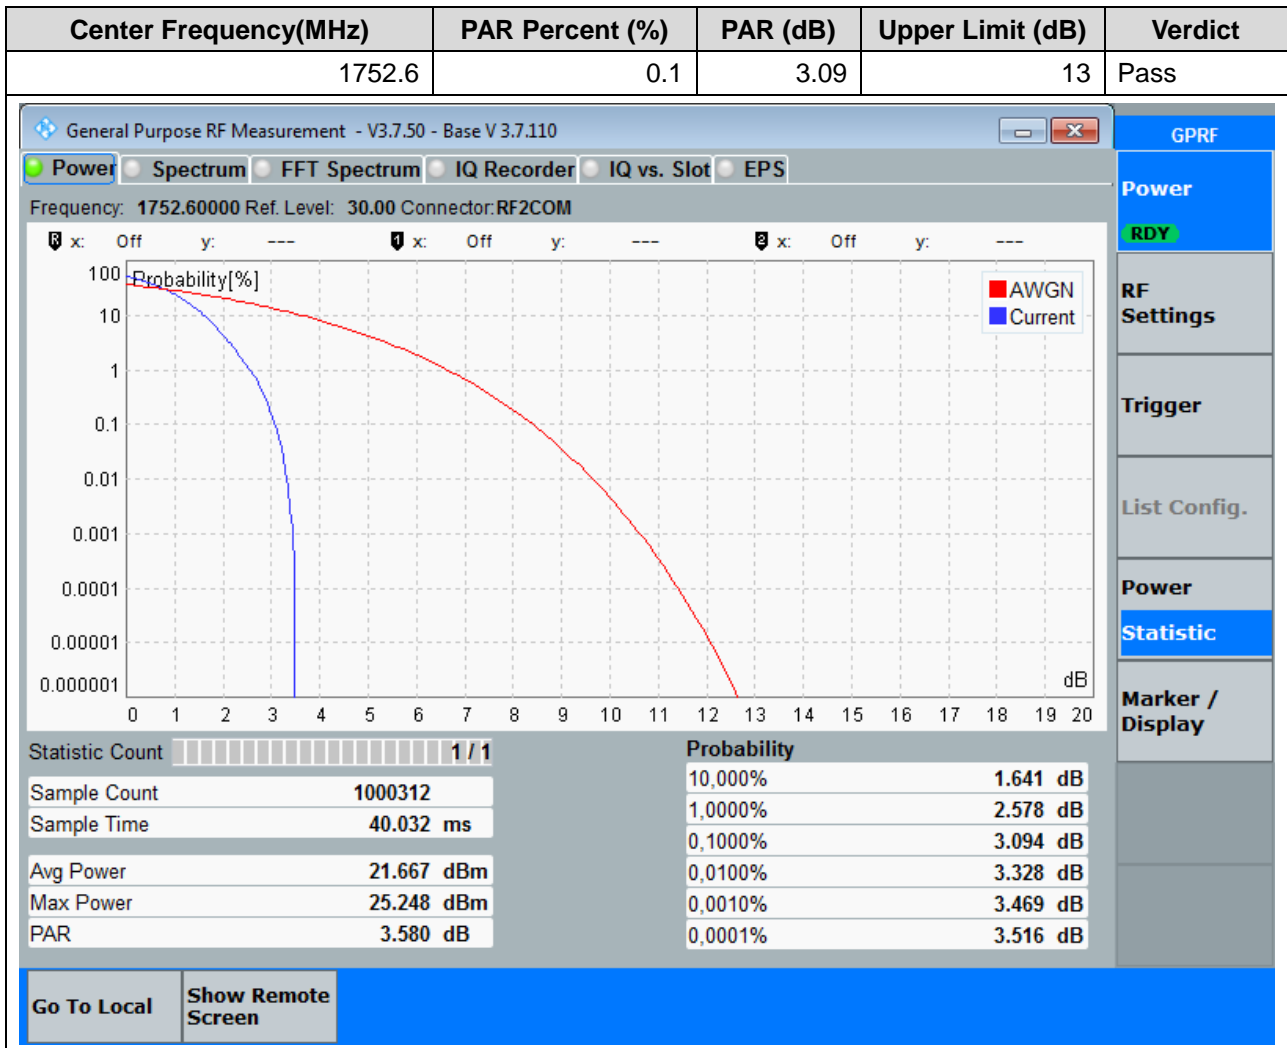 Center Frequency(MHz) PAR Percent (%) PAR (dB) Upper Limit (dB) Verdict
1752.6 0.1 3.09 13 Pass
General Purpose RF Measurement - V3.7.50 - Base V 3.7.110
GPRF
Power Spectrum FFT Spectrum IQ Recorder IQ vs. Slot EPS
Power
RDY
Frequency: 1752.60000 Ref. Level: 30.00 Connector: RF2COM
R x: Off y: --- 1 x: Off y: --- 2 x: Off y: ---
Probability[%]
AWGN
Current
100
10
1
0.1
0.01
0.001
0.0001
0.00001
0.000001
dB
0 1 2 3 4 5 6 7 8 9 10 11 12 13 14 15 16 17 18 19 20
RF
Settings
Trigger
List Config.
Power
Statistic
Marker /
Display
Statistic Count 1 / 1
Sample Count 1000312
Sample Time 40.032 ms
Avg Power 21.667 dBm
Max Power 25.248 dBm
PAR 3.580 dB
Probability
10,000% 1.641 dB
1,0000% 2.578 dB
0,1000% 3.094 dB
0,0100% 3.328 dB
0,0010% 3.469 dB
0,0001% 3.516 dB
Go To Local
Show Remote
Screen